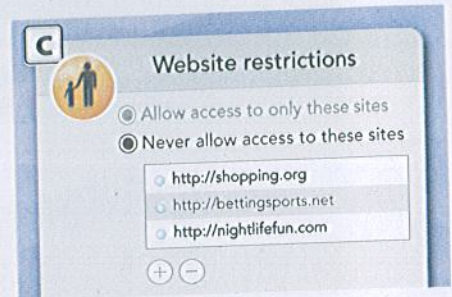 C
Website restrictions
Allow access to only these sites
Never allow access to these sites
http://shopping.org
http://bettingsports.net
http://nightlifefun.com